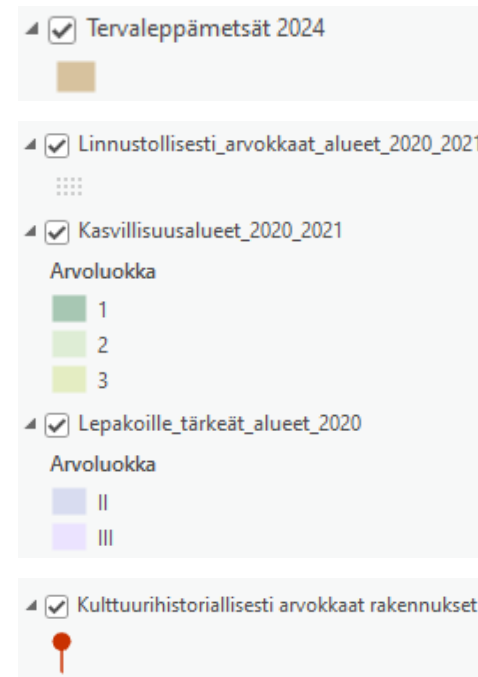 Tervaleppämetsät 2024
Linnustollisesti_arvokkaat_alueet_2020_2021
Kasvillisuusalueet_2020_2021
Arvoluokka
1
2
3
Lepakoille_tärkeät_alueet_2020
Arvoluokka
II
III
Kulttuurihistoriallisesti arvokkaat rakennukset